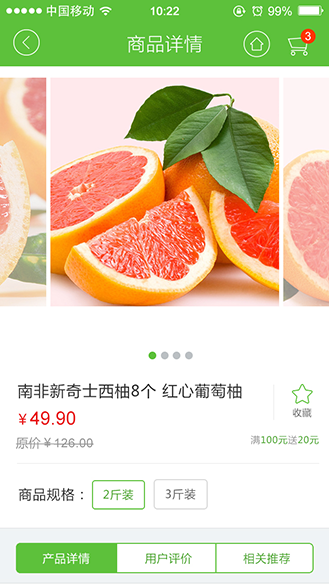 中国移动 10:22 99%
商品详情 3
南非新奇士西柚8个 红心葡萄柚
¥49.90 收藏
原价¥126.00 满100元送20元
商品规格： 2斤装 3斤装
产品详情 用户评价 相关推荐